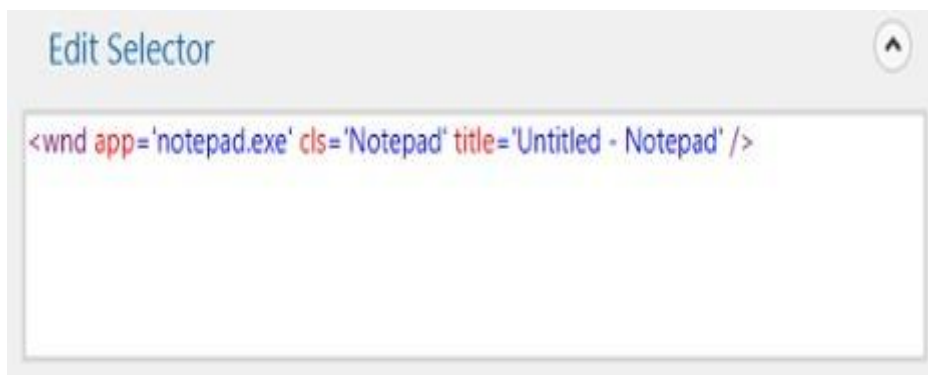 Edit Selector
<wnd app='notepad.exe' cls='Notepad' title='Untitled - Notepad' />